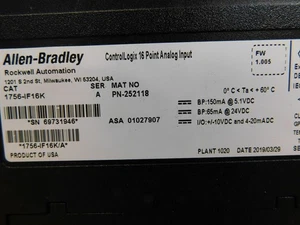 Allen-Bradley
Rockwell Automation
1201 S 2nd St, Milwaukee, WI 53204, USA
ControlLogix 16 Point Analog Input
FW
1.005
CAT SER MAT NO
1756-IF16K A PN-252118
0° C < Ta < 60° C
BP:150mA @ 5.1VDC
BP:65mA @ 24VDC
I/O:+/-10VDC and 4-20mADC
*SN 69731946*
ASA 01027907
*1756-IF16K/A*
PRODUCT OF USA
PLANT 1020
DATE 2019/03/29